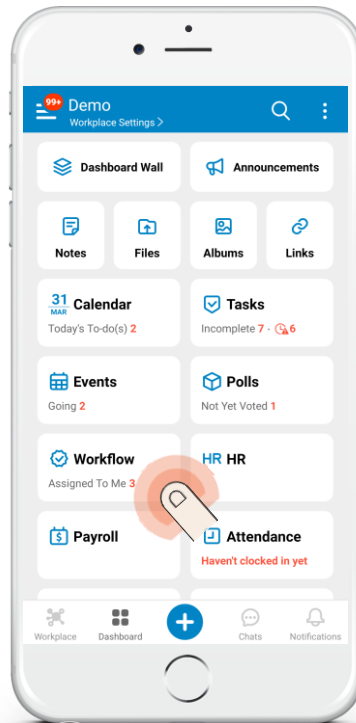 99+
Demo
Workplace Settings >
Dashboard Wall
Announcements
Notes
Files
Albums
Links
31
MAR
Calendar
Today's To-do(s) 2
Tasks
Incomplete 7 · 6
Events
Going 2
Polls
Not Yet Voted 1
Workflow
Assigned To Me 3
HR HR
$ Payroll
Attendance
Haven't clocked in yet
Workplace
Dashboard
Chats
Notifications